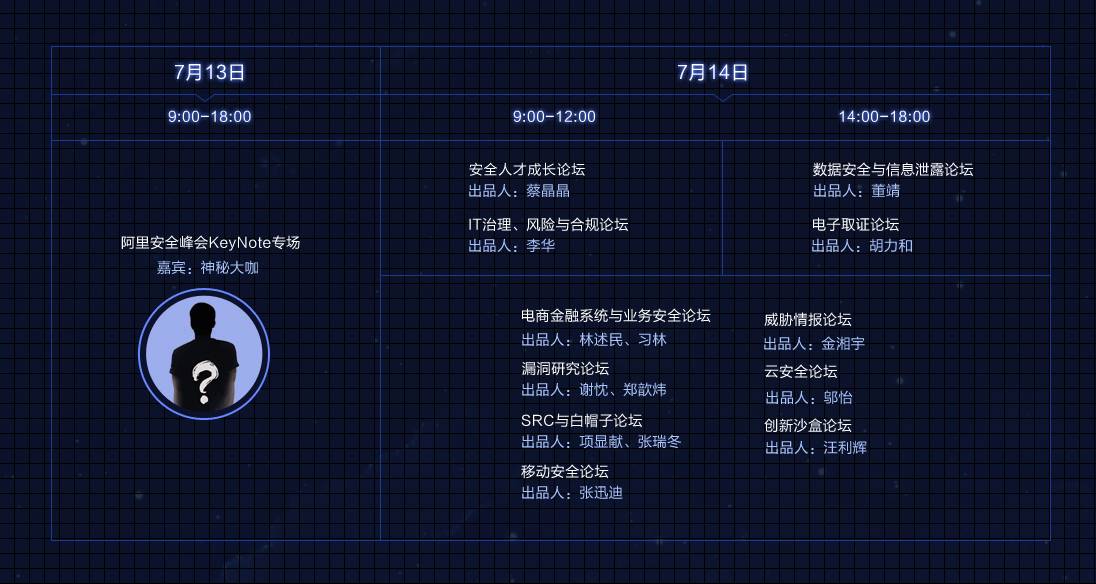 7月13日
7月14日
9:00-18:00
9:00-12:00
14:00-18:00
阿里安全峰会KeyNote专场
嘉宾：神秘大咖
?
安全人才成长论坛
出品人：蔡晶晶
IT治理、风险与合规论坛
出品人：李华
数据安全与信息泄露论坛
出品人：董靖
电子取证论坛
出品人：胡力和
电商金融系统与业务安全论坛
出品人：林述民、习林
漏洞研究论坛
出品人：谢忱、郑歆炜
SRC与白帽子论坛
出品人：项显献、张瑞冬
移动安全论坛
出品人：张迅迪
威胁情报论坛
出品人：金湘宇
云安全论坛
出品人：邬怡
创新沙盒论坛
出品人：汪利辉